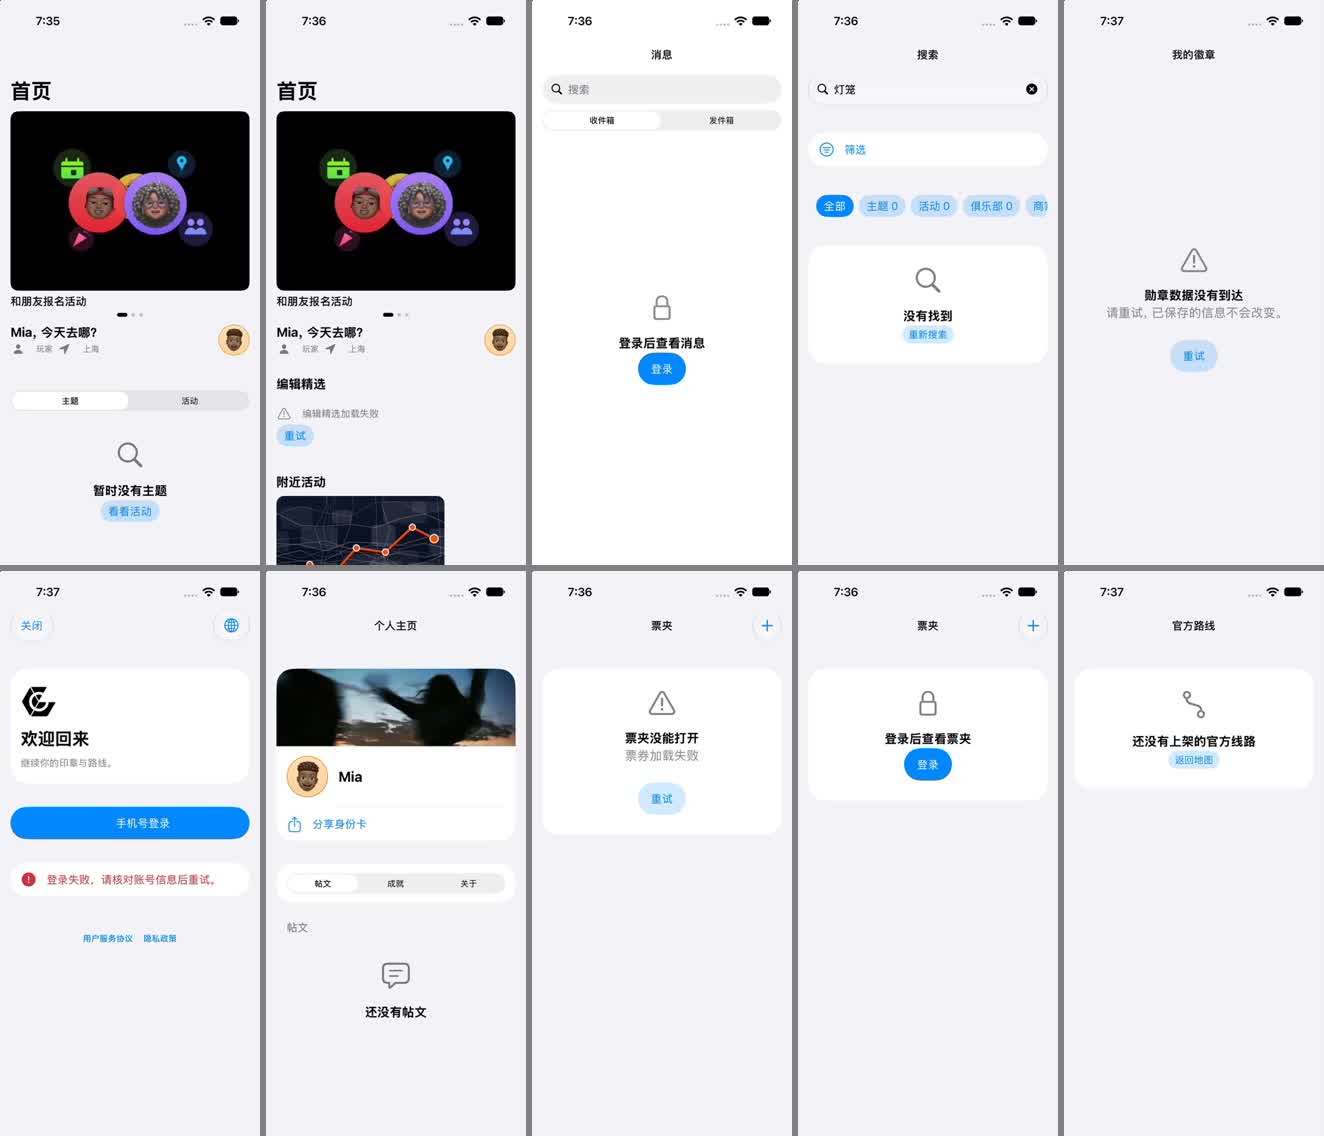 7:35
首页
和朋友报名活动
Mia, 今天去哪?
玩家 上海
主题 活动
暂时没有主题
看看活动
7:36
首页
和朋友报名活动
Mia, 今天去哪?
玩家 上海
编辑精选
编辑精选加载失败
重试
附近活动
7:36
消息
搜索
收件箱 发件箱
登录后查看消息
登录
7:36
搜索
灯笼
筛选
全部 主题 0 活动 0 俱乐部 0
没有找到
重新搜索
7:37
我的徽章
勋章数据没有到达
请重试, 已保存的信息不会改变。
重试
7:37
关闭
欢迎回来
继续你的印章与路线。
手机号登录
登录失败, 请核对账号信息后重试。
用户服务协议 隐私政策
7:36
个人主页
Mia
分享身份卡
帖文 成就 关于
帖文
还没有帖文
7:36
票夹
票夹没能打开
票券加载失败
重试
7:36
票夹
登录后查看票夹
登录
7:37
官方路线
还没有上架的官方线路
返回地图